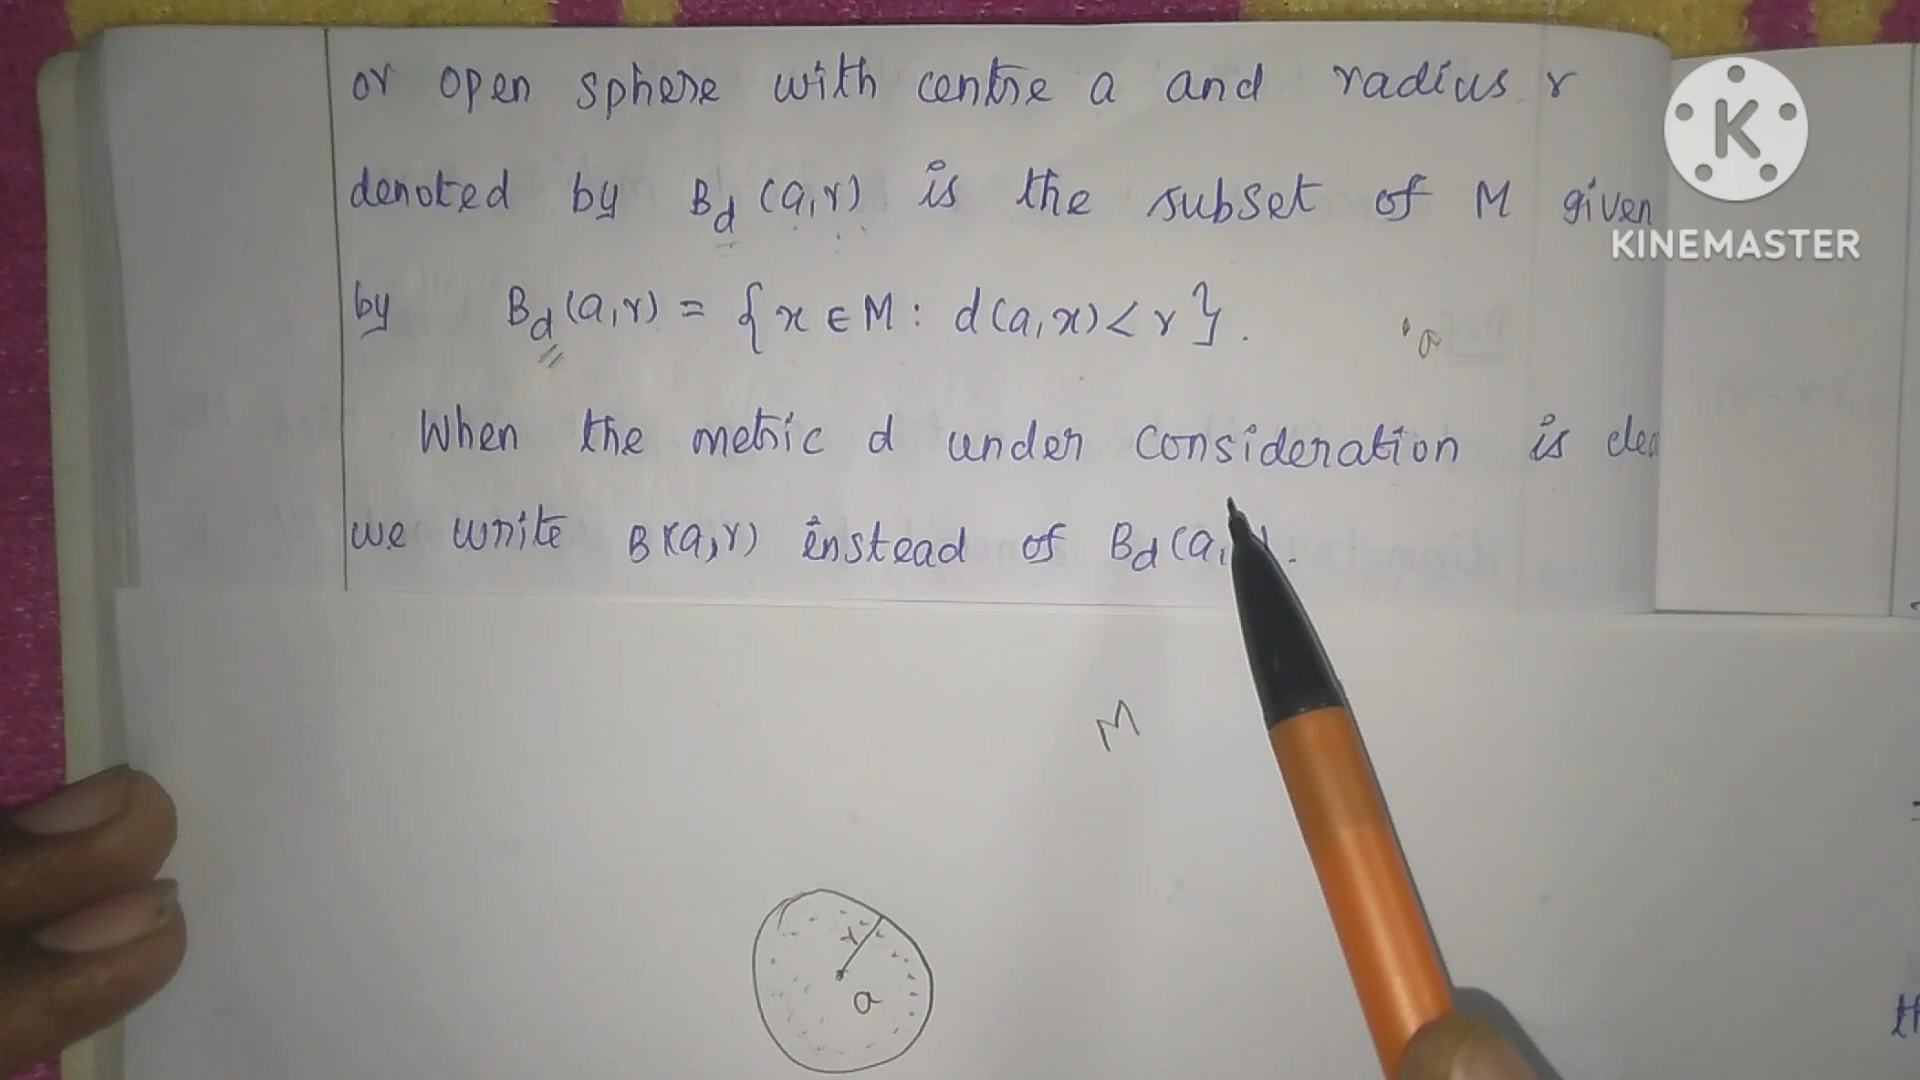 or open sphere with centre a and radius r
K
denoted by B_d (a,r) is the subset of M given
KINEMASTER
by B_d (a,r) = { x ∈ M : d(a,x) < r }.
a
When the metric d under consideration is
we write B(a,r) instead of B_d (a,
M
r
a